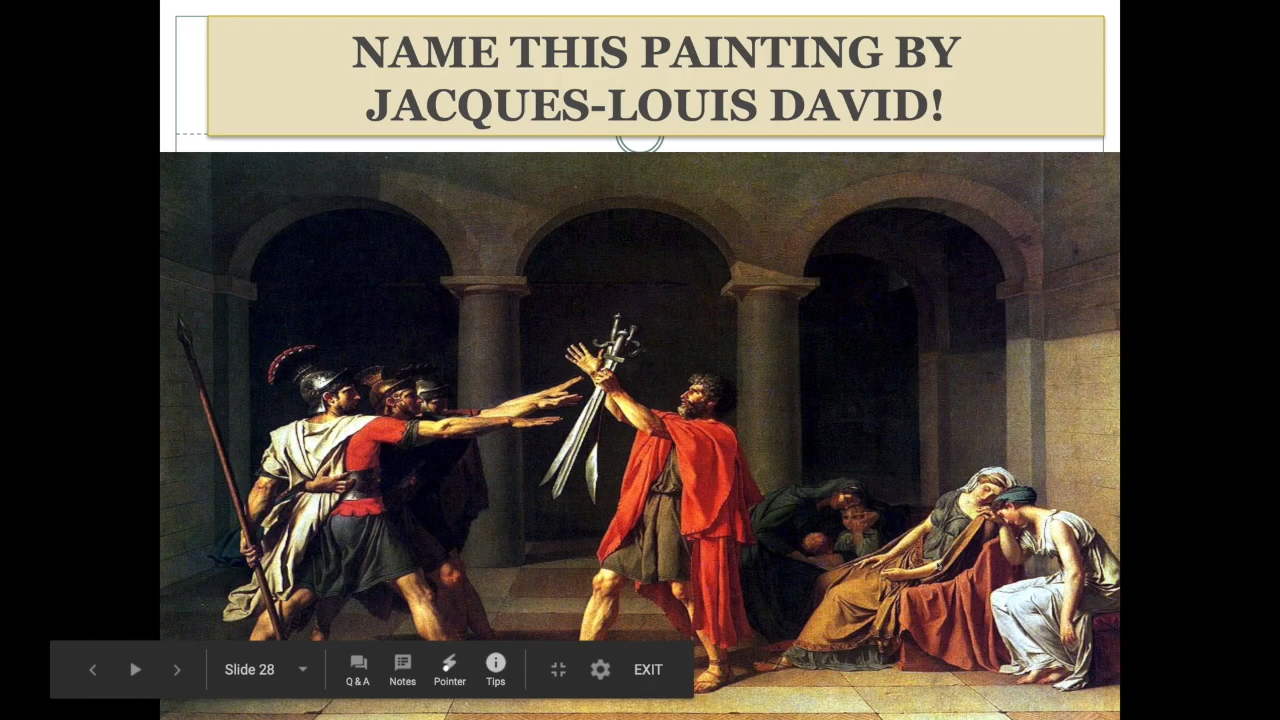 NAME THIS PAINTING BY
JACQUES-LOUIS DAVID!
Slide 28
Q & A
Notes
Pointer
Tips
EXIT